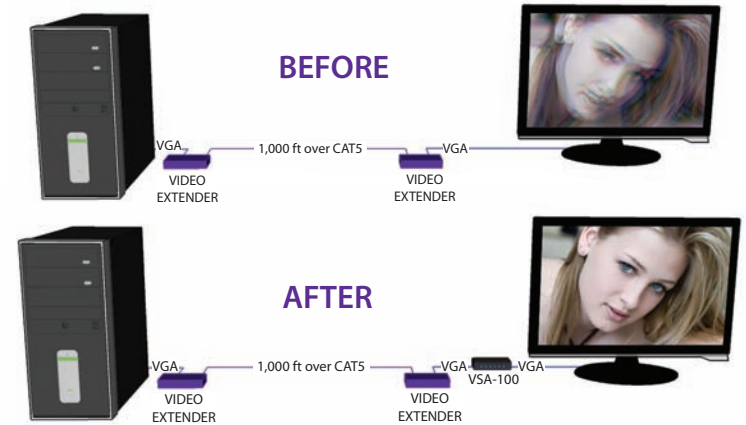 BEFORE
VGA
1,000 ft over CAT5
VGA
VIDEO
EXTENDER
VIDEO
EXTENDER
AFTER
VGA
1,000 ft over CAT5
VGA
VGA
VSA-100
VIDEO
EXTENDER
VIDEO
EXTENDER